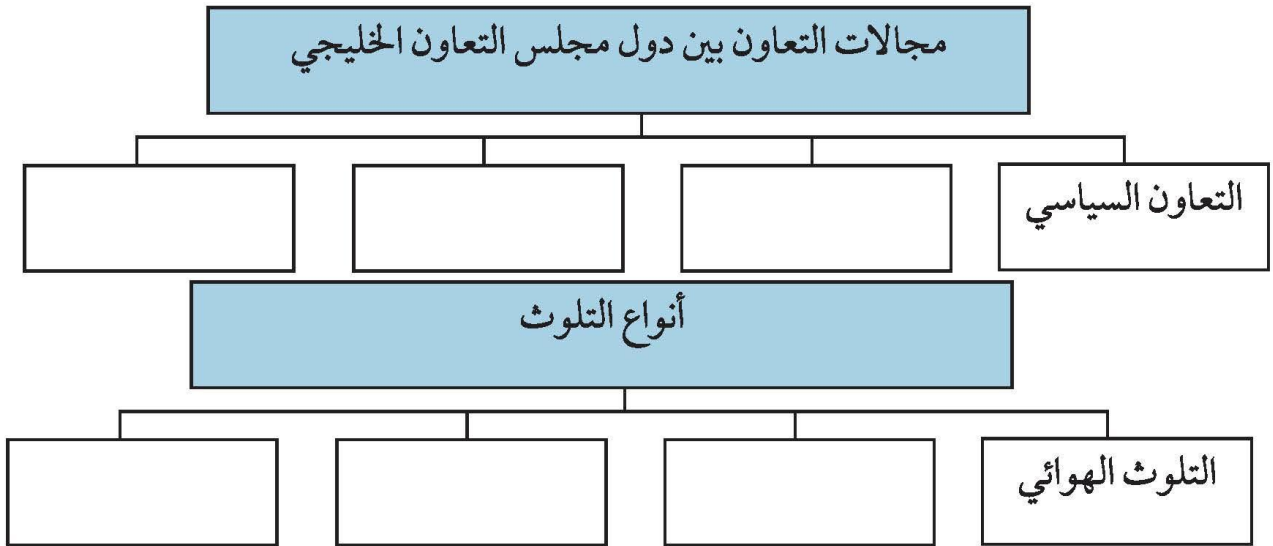 مجالات التعاون بين دول مجلس التعاون الخليجي
التعاون السياسي
أنواع التلوث
التلوث الهوائي